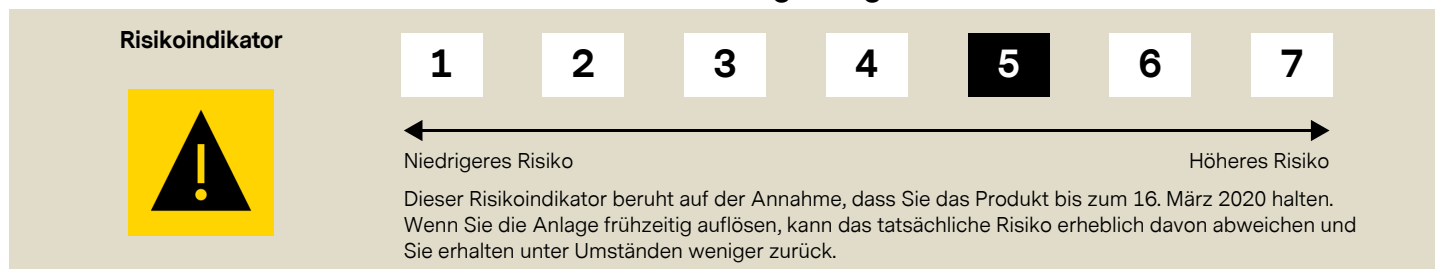 Risikoindikator
1 2 3 4 5 6 7
Niedrigeres Risiko Höheres Risiko
Dieser Risikoindikator beruht auf der Annahme, dass Sie das Produkt bis zum 16. März 2020 halten.
Wenn Sie die Anlage frühzeitig auflösen, kann das tatsächliche Risiko erheblich davon abweichen und
Sie erhalten unter Umständen weniger zurück.